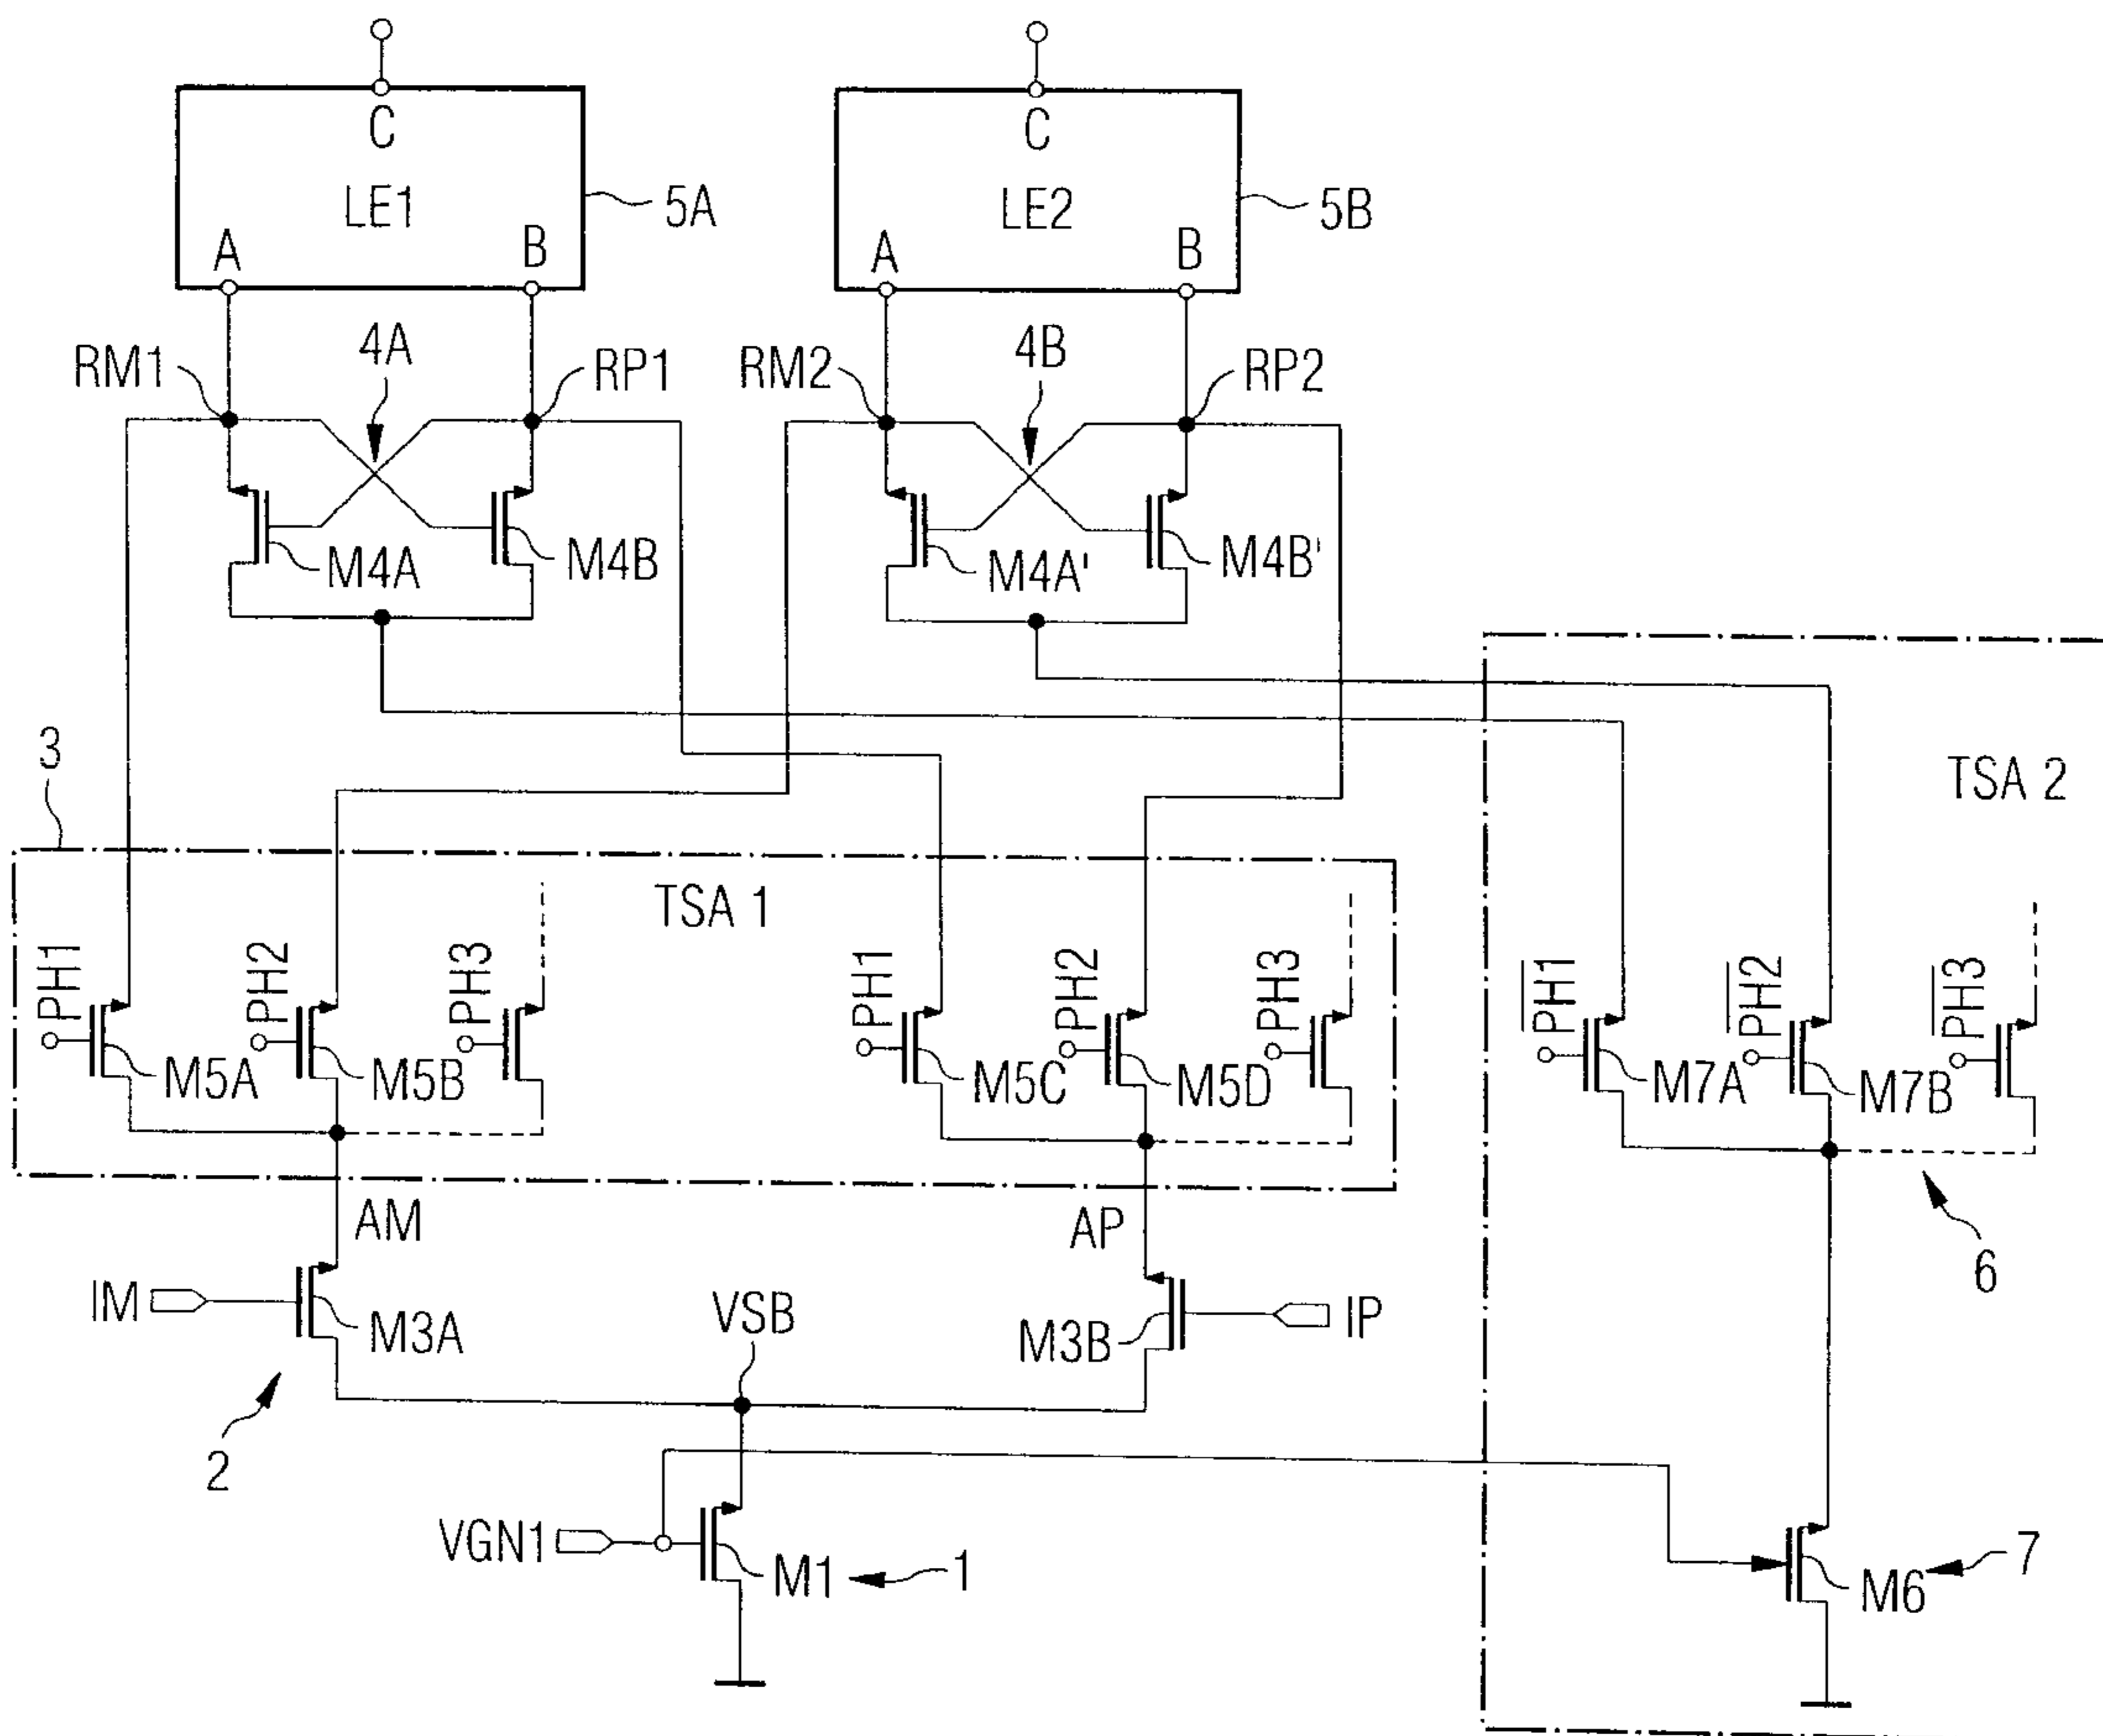 C
C
LE1
5A
LE2
5B
A
B
A
B
RM1
4A
RP1
RM2
4B
RP2
M4A
M4B
M4A'
M4B'
3
TSA 1
TSA 2
PH1
PH2
PH3
PH1
PH2
PH3
PH1
PH2
PH3
M5A
M5B
M5C
M5D
M7A
M7B
AM
AP
6
IM
M3A
VSB
M3B
IP
2
VGN1
M1
1
M6
7